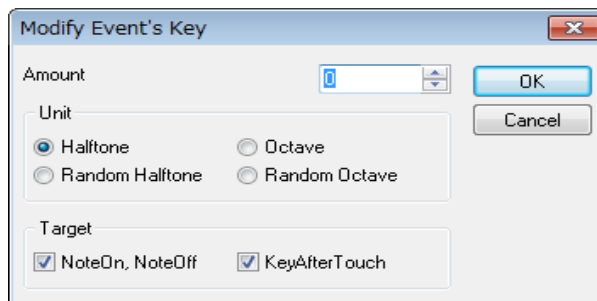 Modify Event's Key
Amount 0 OK
Unit Cancel
Halftone Octave
Random Halftone Random Octave
Target
NoteOn, NoteOff KeyAfterTouch